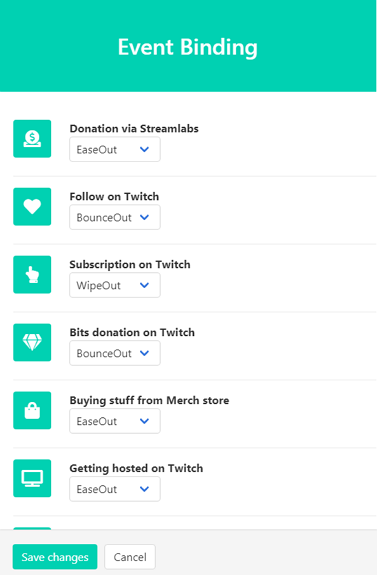 Event Binding
Donation via Streamlabs
EaseOut
Follow on Twitch
BounceOut
Subscription on Twitch
WipeOut
Bits donation on Twitch
BounceOut
Buying stuff from Merch store
EaseOut
Getting hosted on Twitch
EaseOut
Save changes Cancel